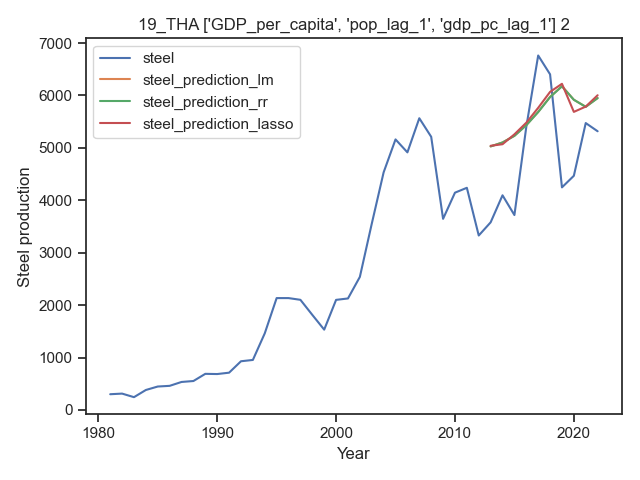 19_THA ['GDP_per_capita', 'pop_lag_1', 'gdp_pc_lag_1'] 2
7000
6000
5000
4000
3000
2000
1000
0
Steel production
steel
steel_prediction_lm
steel_prediction_rr
steel_prediction_lasso
1980
1990
2000
2010
2020
Year